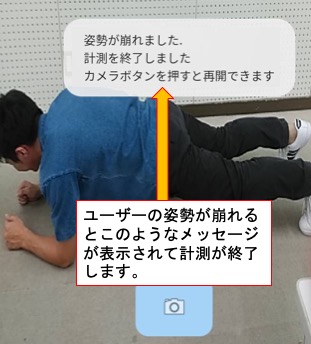 姿勢が崩れました.
計測を終了しました
カメラボタンを押すと再開できます
ユーザーの姿勢が崩れる
とこのようなメッセージ
が表示されて計測が終了
します。